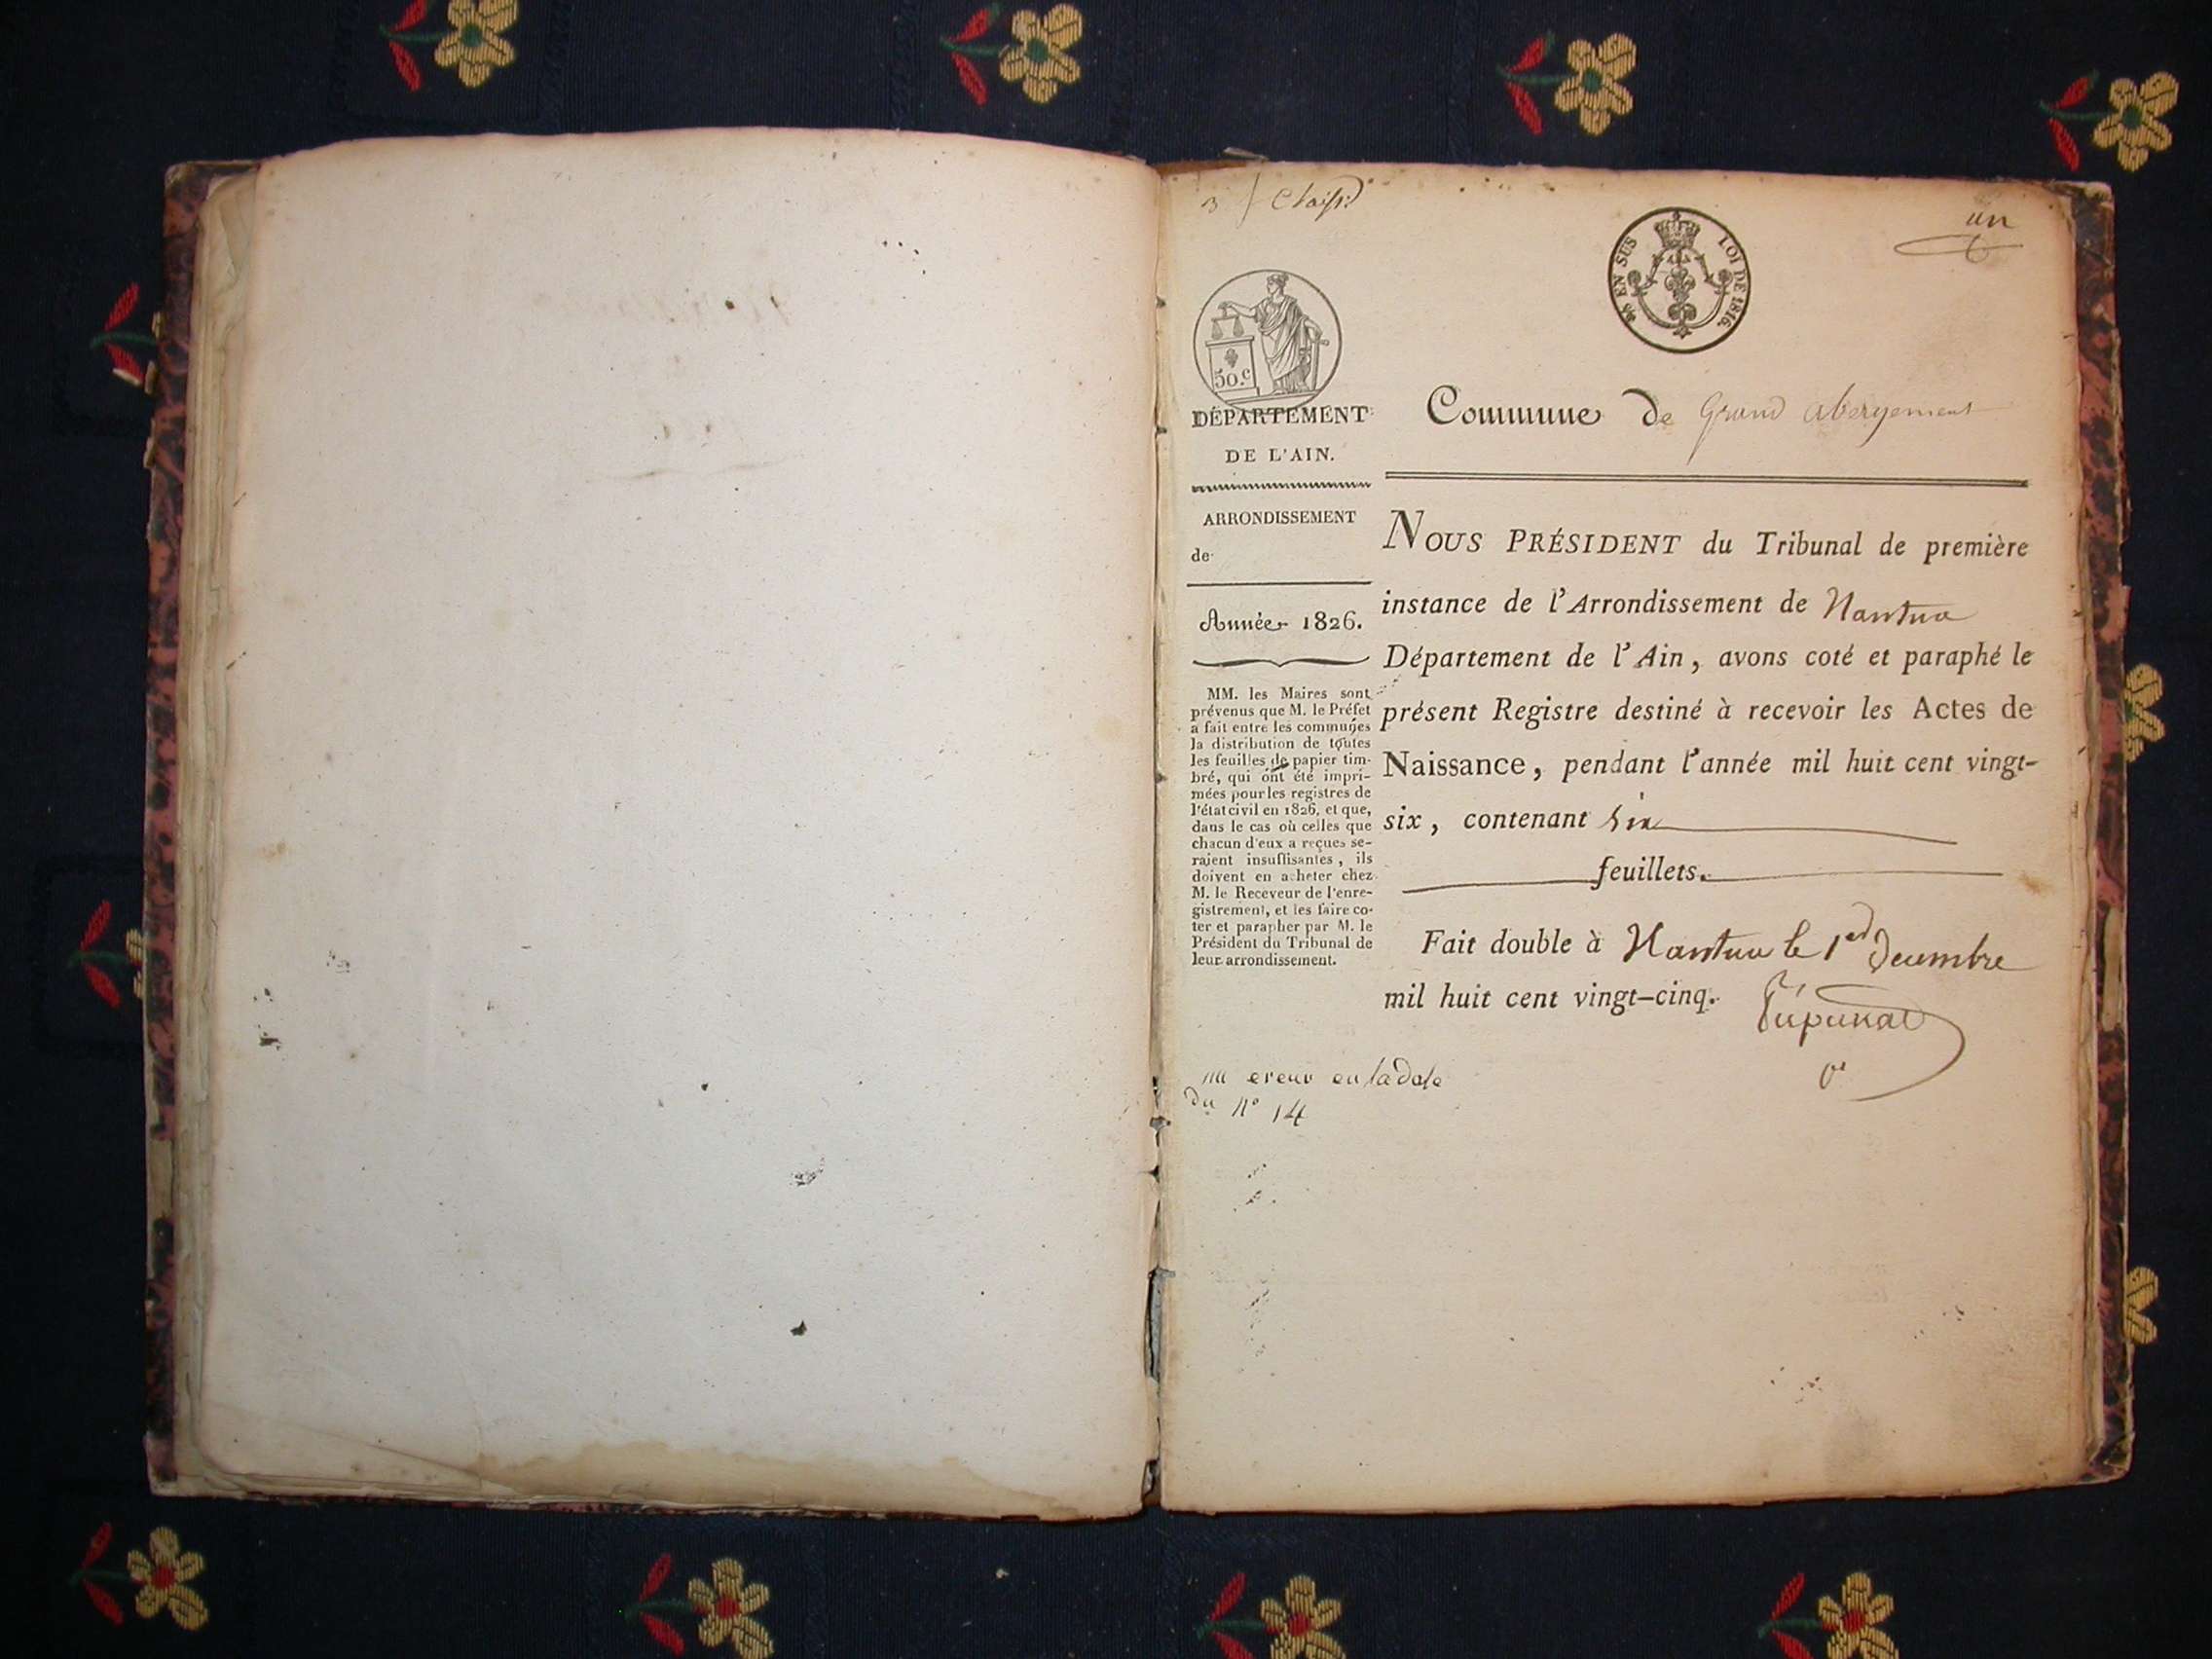 3
un
¼ EN SUS LOI DE 1816.
50.c
DÉPARTEMENT
DE L'AIN.
ARRONDISSEMENT
de
Année 1826.
MM. les Maires sont
prévenus que M. le Préfet
a fait entre les communes
la distribution de toutes
les feuilles de papier tim-
bré, qui ont été impri-
mées pour les registres de
l'état civil en 1826, et que,
dans le cas où celles que
chacun d'eux a reçues se-
raient insuffisantes, ils
doivent en acheter chez
M. le Receveur de l'enre-
gistrement, et les faire co-
ter et parapher par M. le
Président du Tribunal de
leur arrondissement.
Commune de Grand abergement
NOUS PRÉSIDENT du Tribunal de première
instance de l'Arrondissement de Nantua
Département de l'Ain, avons coté et paraphé le
présent Registre destiné à recevoir les Actes de
Naissance, pendant l'année mil huit cent vingt-
six, contenant Six
feuillets.
Fait double à Nantua le 1er Decembre
mil huit cent vingt-cinq.
ereur en la date
du N° 14